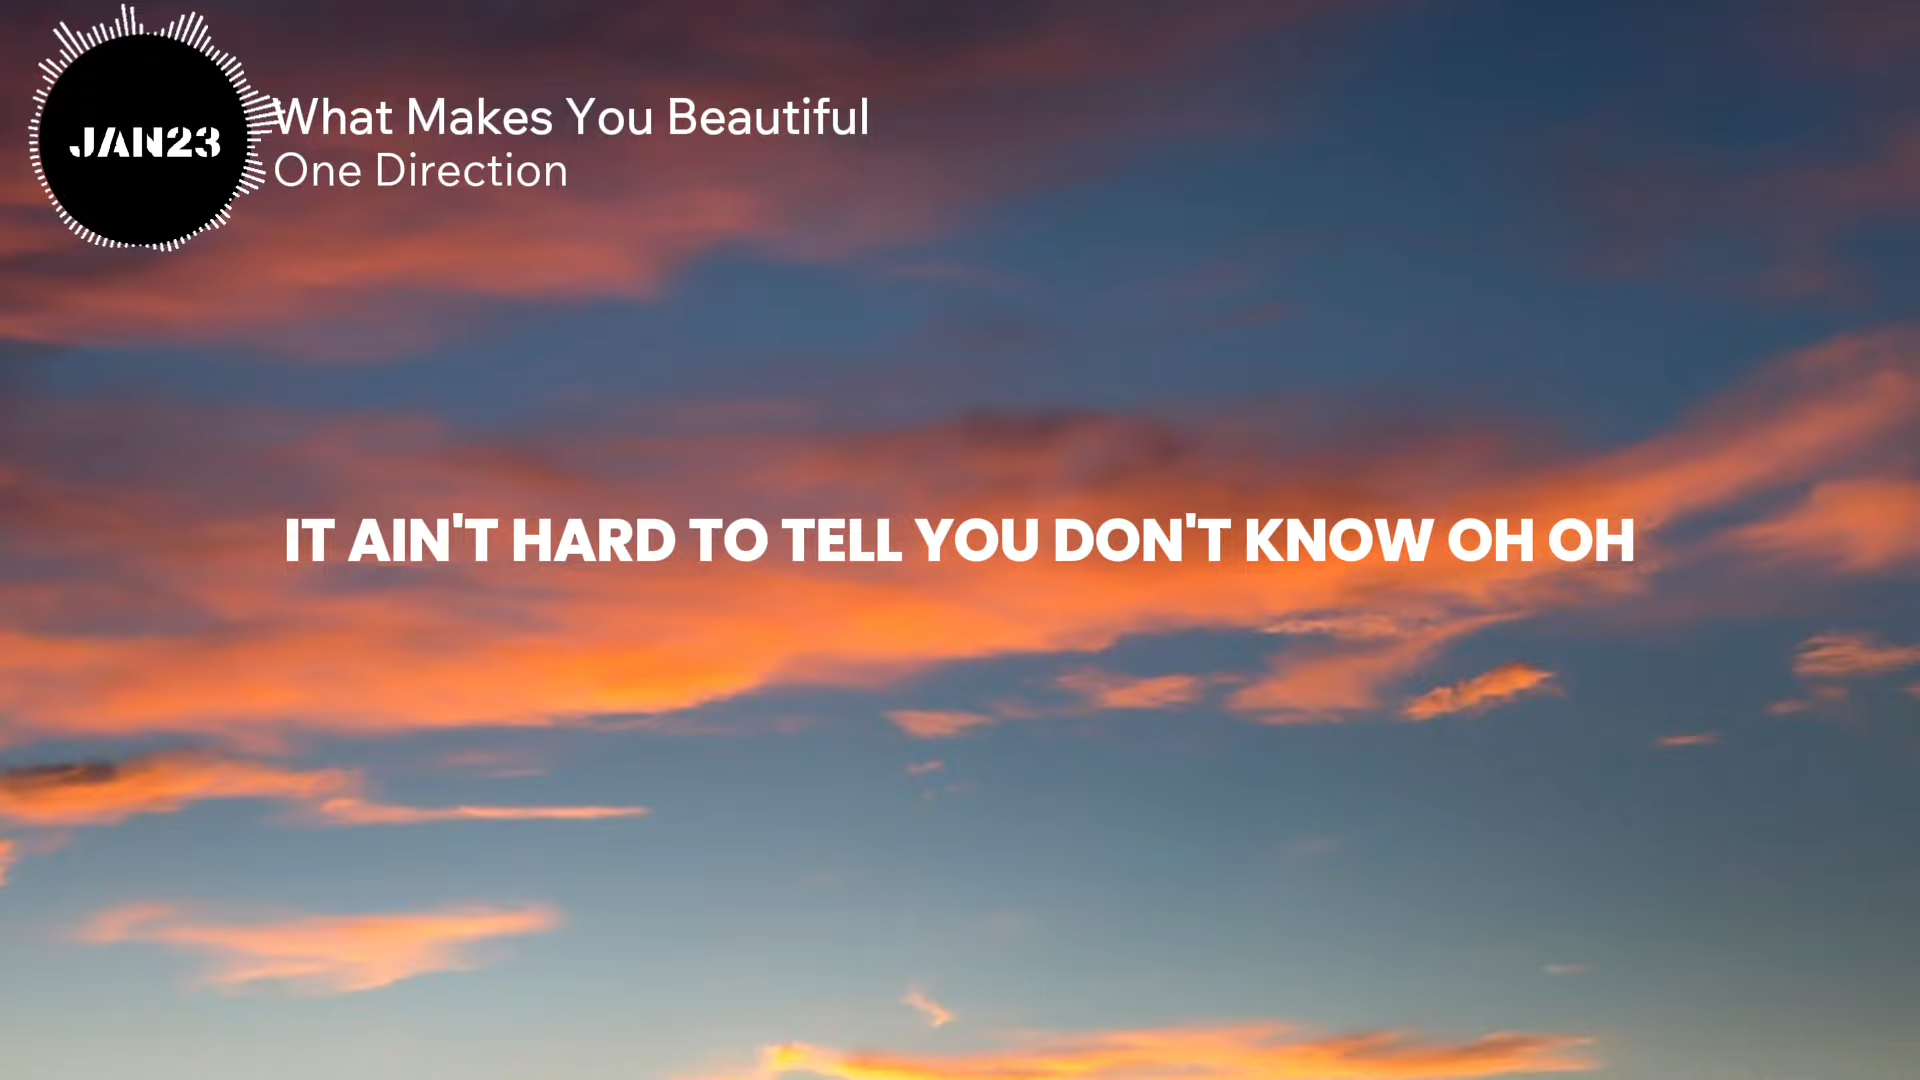 JAN23
What Makes You Beautiful
One Direction
IT AIN'T HARD TO TELL YOU DON'T KNOW OH OH